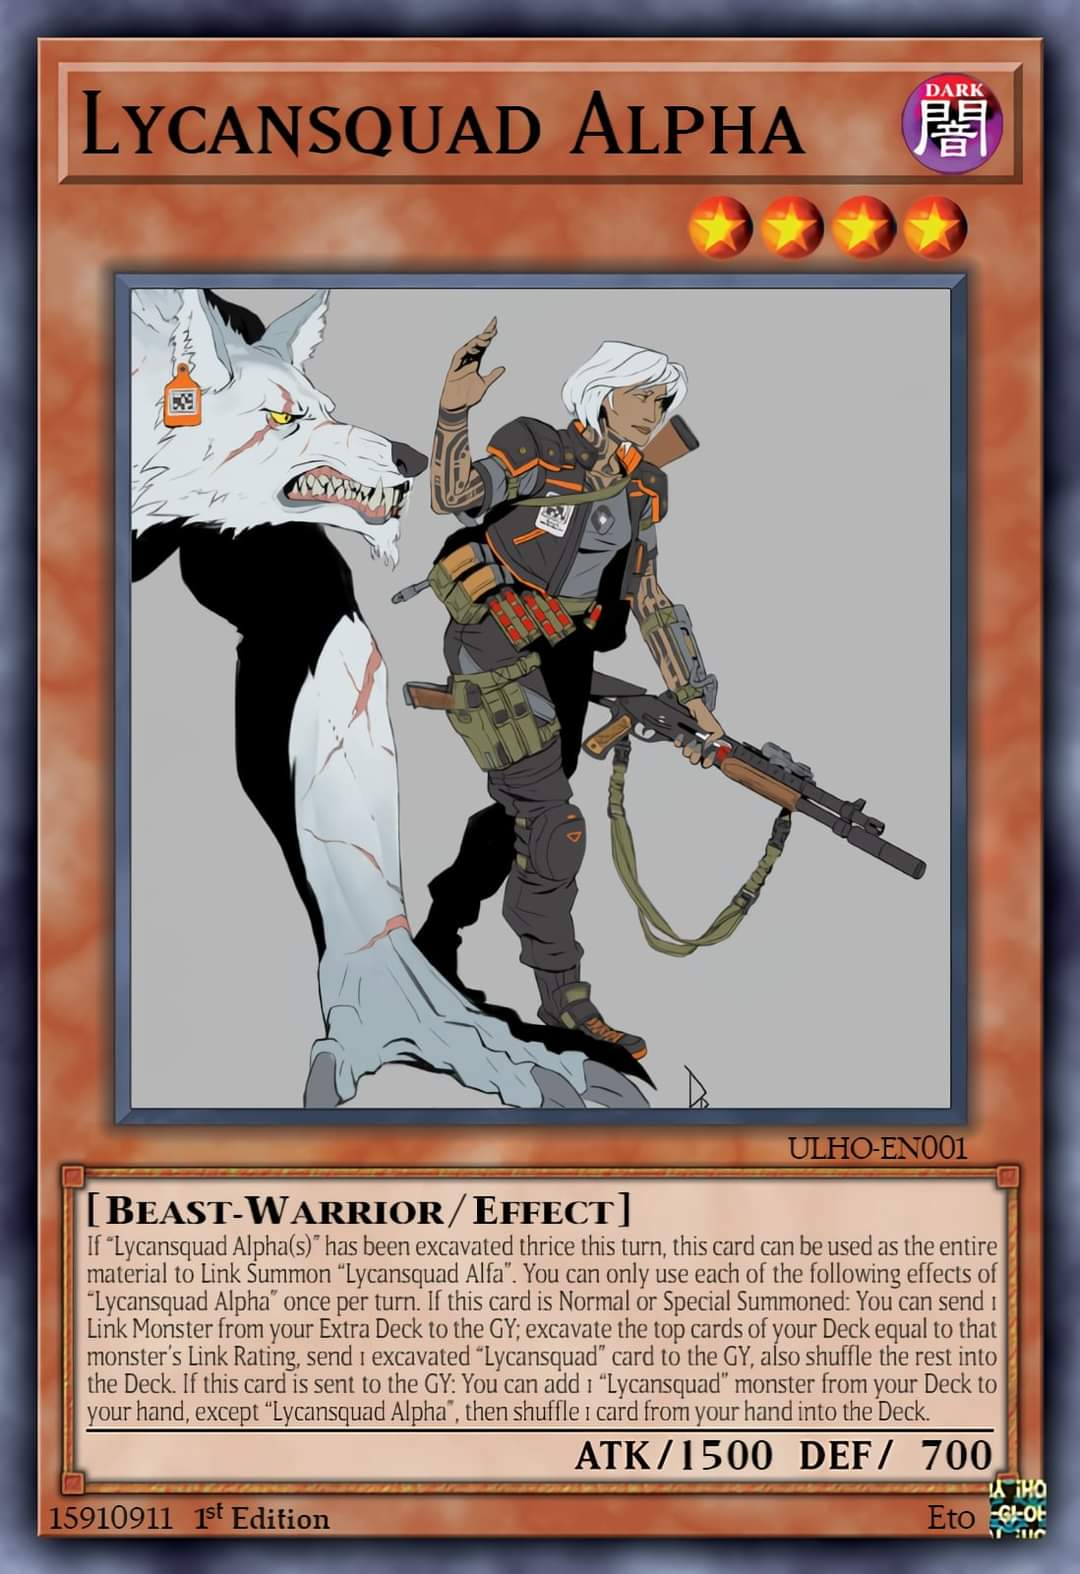 Lycansquad Alpha
DARK
闇
ULHO-EN001
[Beast-Warrior/Effect]
If “Lycansquad Alpha(s)” has been excavated thrice this turn, this card can be used as the entire
material to Link Summon “Lycansquad Alfa”. You can only use each of the following effects of
“Lycansquad Alpha” once per turn. If this card is Normal or Special Summoned: You can send 1
Link Monster from your Extra Deck to the GY; excavate the top cards of your Deck equal to that
monster’s Link Rating, send 1 excavated “Lycansquad” card to the GY, also shuffle the rest into
the Deck. If this card is sent to the GY: You can add 1 “Lycansquad” monster from your Deck to
your hand, except “Lycansquad Alpha”, then shuffle 1 card from your hand into the Deck.
ATK/1500 DEF/ 700
15910911 1st Edition
Eto